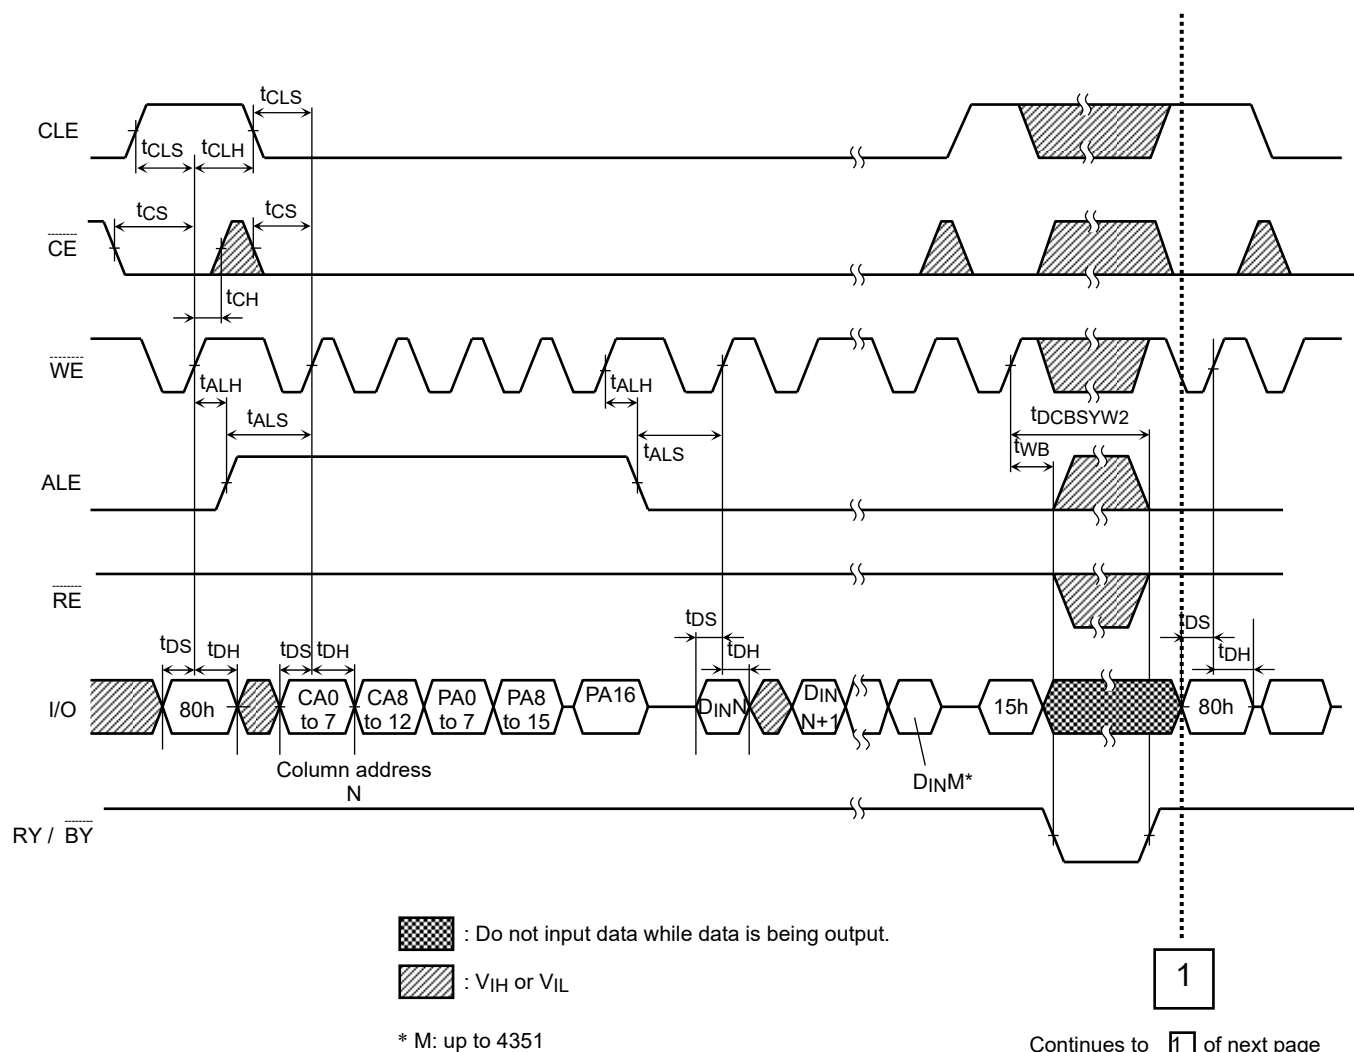 tCLS
CLE
tCLS tCLH
tCS tCS
CE
tCH
WE
tALH tALH
tALS tDCBSYW2
tALS tWB
ALE
RE
tDS tDS
tDS tDH tDS tDH tDH tDH
I/O 80h CA0 to 7 CA8 to 12 PA0 to 7 PA8 to 15 PA16 DINN DIN N+1 15h 80h
Column address
N
DINM*
RY / BY
: Do not input data while data is being output.
: VIH or VIL
1
* M: up to 4351
Continues to 1 of next page